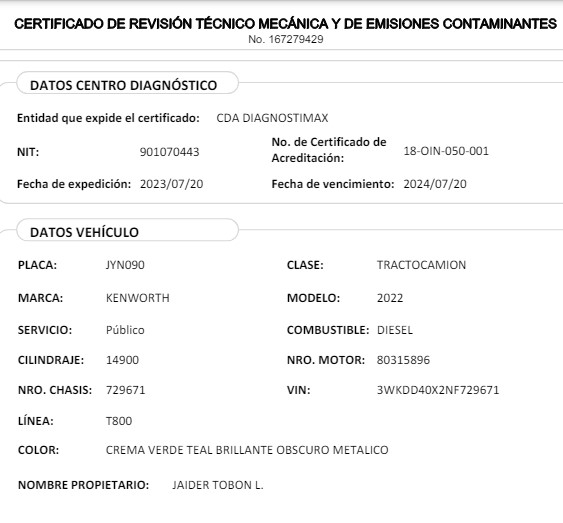 CERTIFICADO DE REVISIÓN TÉCNICO MECÁNICA Y DE EMISIONES CONTAMINANTES
No. 167279429
DATOS CENTRO DIAGNÓSTICO
Entidad que expide el certificado: CDA DIAGNOSTIMAX
NIT: 901070443 No. de Certificado de Acreditación: 18-OIN-050-001
Fecha de expedición: 2023/07/20 Fecha de vencimiento: 2024/07/20
DATOS VEHÍCULO
PLACA: JYN090 CLASE: TRACTOCAMION
MARCA: KENWORTH MODELO: 2022
SERVICIO: Público COMBUSTIBLE: DIESEL
CILINDRAJE: 14900 NRO. MOTOR: 80315896
NRO. CHASIS: 729671 VIN: 3WKDD40X2NF729671
LÍNEA: T800
COLOR: CREMA VERDE TEAL BRILLANTE OBSCURO METALICO
NOMBRE PROPIETARIO: JAIDER TOBON L.